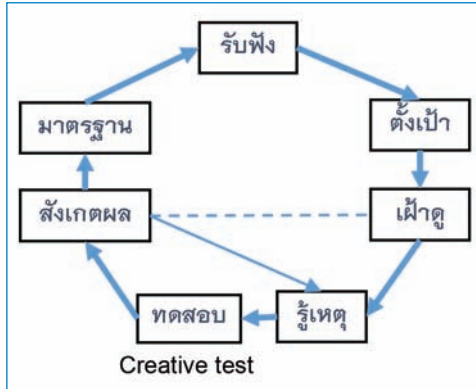 รับฟัง
ตั้งเป้า
เฝ้าดู
รู้เหตุ
ทดสอบ
Creative test
สังเกตผล
มาตรฐาน